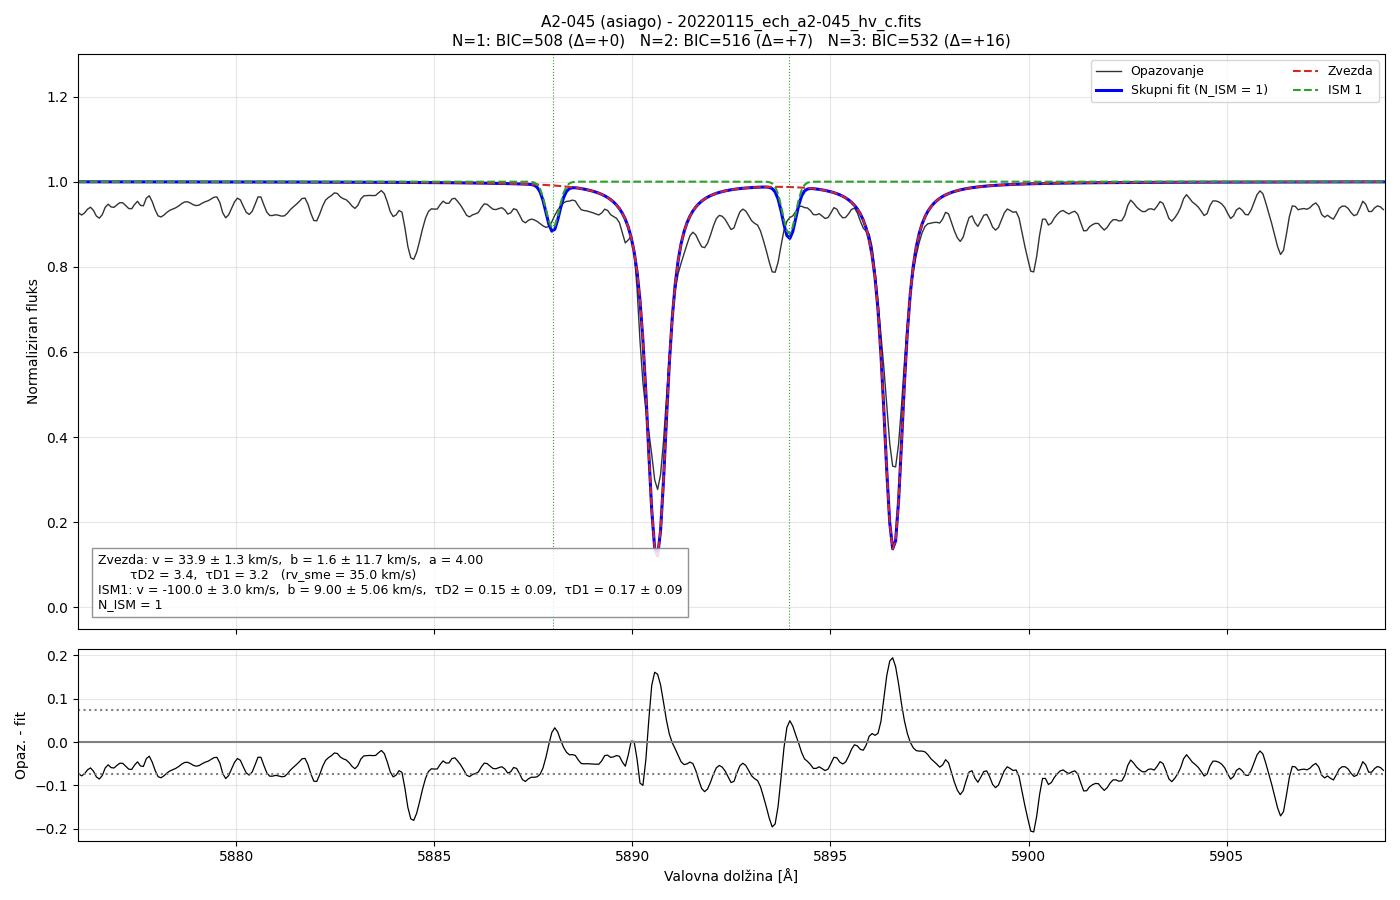 A2-045 (asiago) - 20220115_ech_a2-045_hv_c.fits
N=1: BIC=508 (Δ=+0)   N=2: BIC=516 (Δ=+7)   N=3: BIC=532 (Δ=+16)
Opazovanje
Skupni fit (N_ISM = 1)
Zvezda
ISM 1
Normaliziran fluks
1.2
1.0
0.8
0.6
0.4
0.2
0.0
Zvezda: v = 33.9 ± 1.3 km/s,  b = 1.6 ± 11.7 km/s,  a = 4.00
τD2 = 3.4,  τD1 = 3.2   (rv_sme = 35.0 km/s)
ISM1: v = -100.0 ± 3.0 km/s,  b = 9.00 ± 5.06 km/s,  τD2 = 0.15 ± 0.09,  τD1 = 0.17 ± 0.09
N_ISM = 1
Opaz. - fit
0.2
0.1
0.0
−0.1
−0.2
5880
5885
5890
5895
5900
5905
Valovna dolžina [Å]